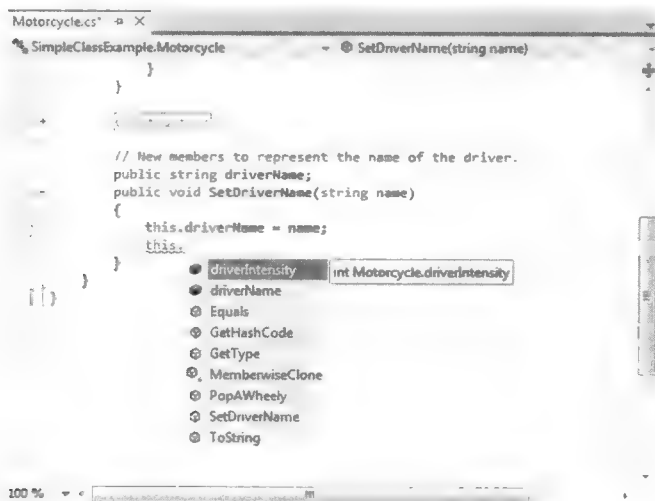 Motorcycle.cs*
SimpleClassExample.Motorcycle SetDriverName(string name)
}
}
// New members to represent the name of the driver.
public string driverName;
public void SetDriverName(string name)
{
this.driverName = name;
this.
}
}
}
driverIntensity int Motorcycle.driverIntensity
driverName
Equals
GetHashCode
GetType
MemberwiseClone
PopAWheely
SetDriverName
ToString
100 %